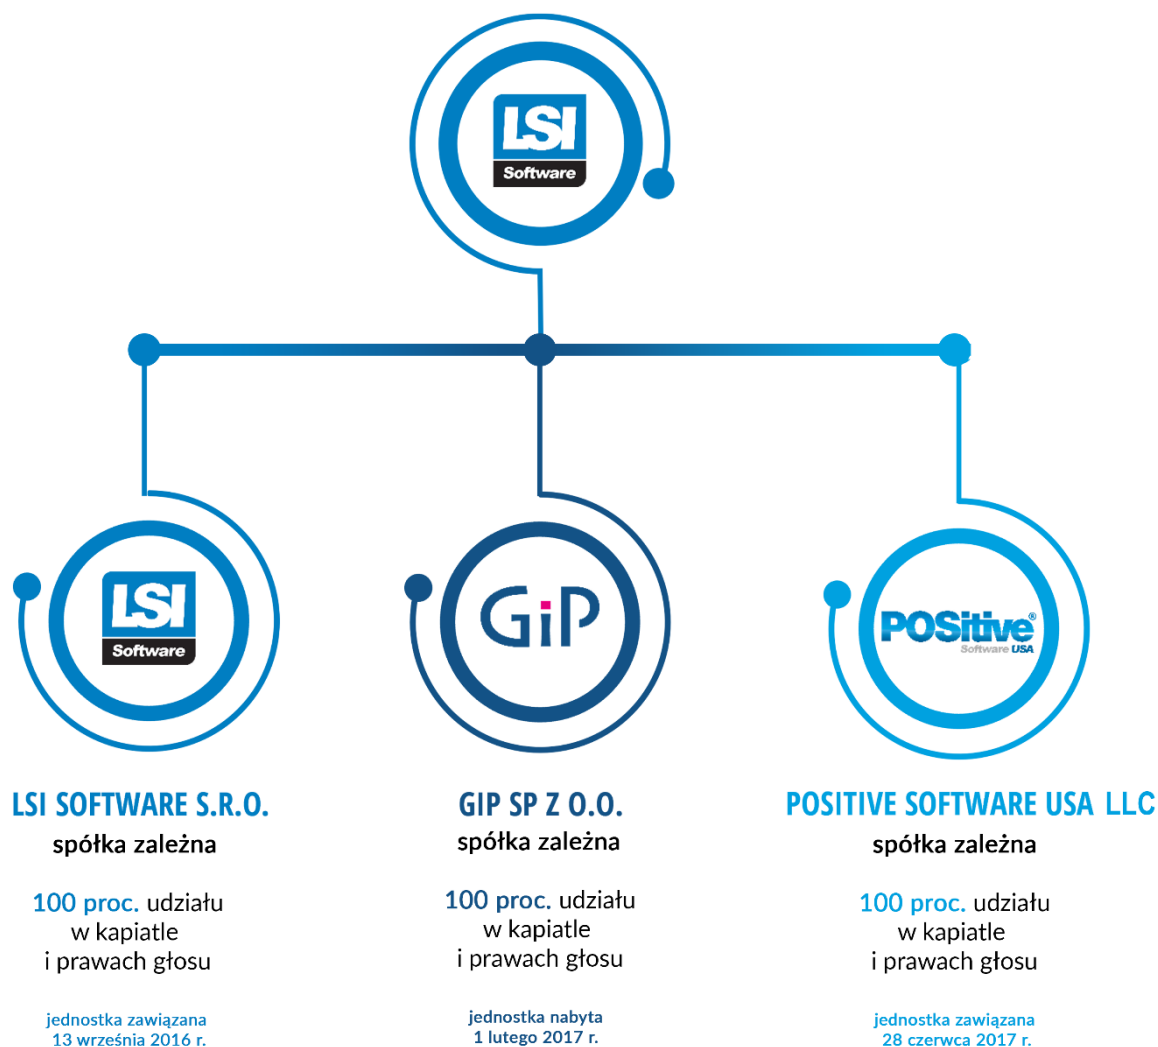 LSI
Software
LSI
Software
GiP
POSitive®
Software USA
LSI SOFTWARE S.R.O.
spółka zależna
100 proc. udziału
w kapiatle
i prawach głosu
jednostka zawiązana
13 września 2016 r.
GIP SP Z O.O.
spółka zależna
100 proc. udziału
w kapiatle
i prawach głosu
jednostka nabyta
1 lutego 2017 r.
POSITIVE SOFTWARE USA LLC
spółka zależna
100 proc. udziału
w kapiatle
i prawach głosu
jednostka zawiązana
28 czerwca 2017 r.